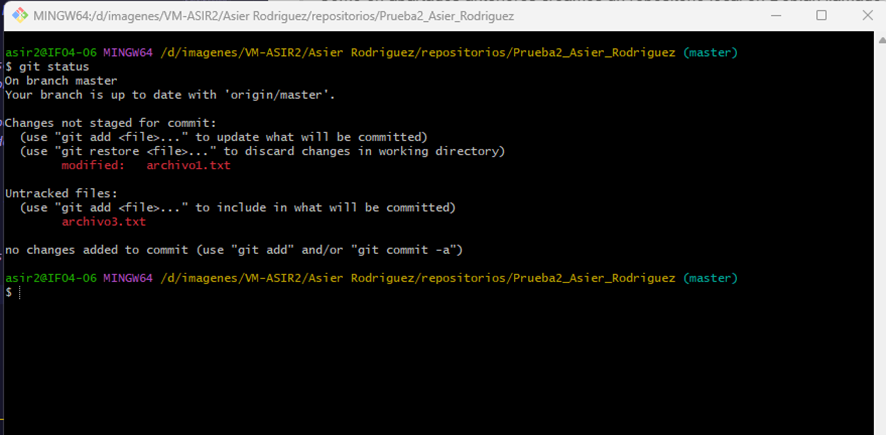 MINGW64:/d/imagenes/VM-ASIR2/Asier Rodriguez/repositorios/Prueba2_Asier_Rodriguez
asir2@IF04-06 MINGW64 /d/imagenes/VM-ASIR2/Asier Rodriguez/repositorios/Prueba2_Asier_Rodriguez (master)
$ git status
On branch master
Your branch is up to date with 'origin/master'.
Changes not staged for commit:
(use "git add <file>..." to update what will be committed)
(use "git restore <file>..." to discard changes in working directory)
modified: archivo1.txt
Untracked files:
(use "git add <file>..." to include in what will be committed)
archivo3.txt
no changes added to commit (use "git add" and/or "git commit -a")
asir2@IF04-06 MINGW64 /d/imagenes/VM-ASIR2/Asier Rodriguez/repositorios/Prueba2_Asier_Rodriguez (master)
$